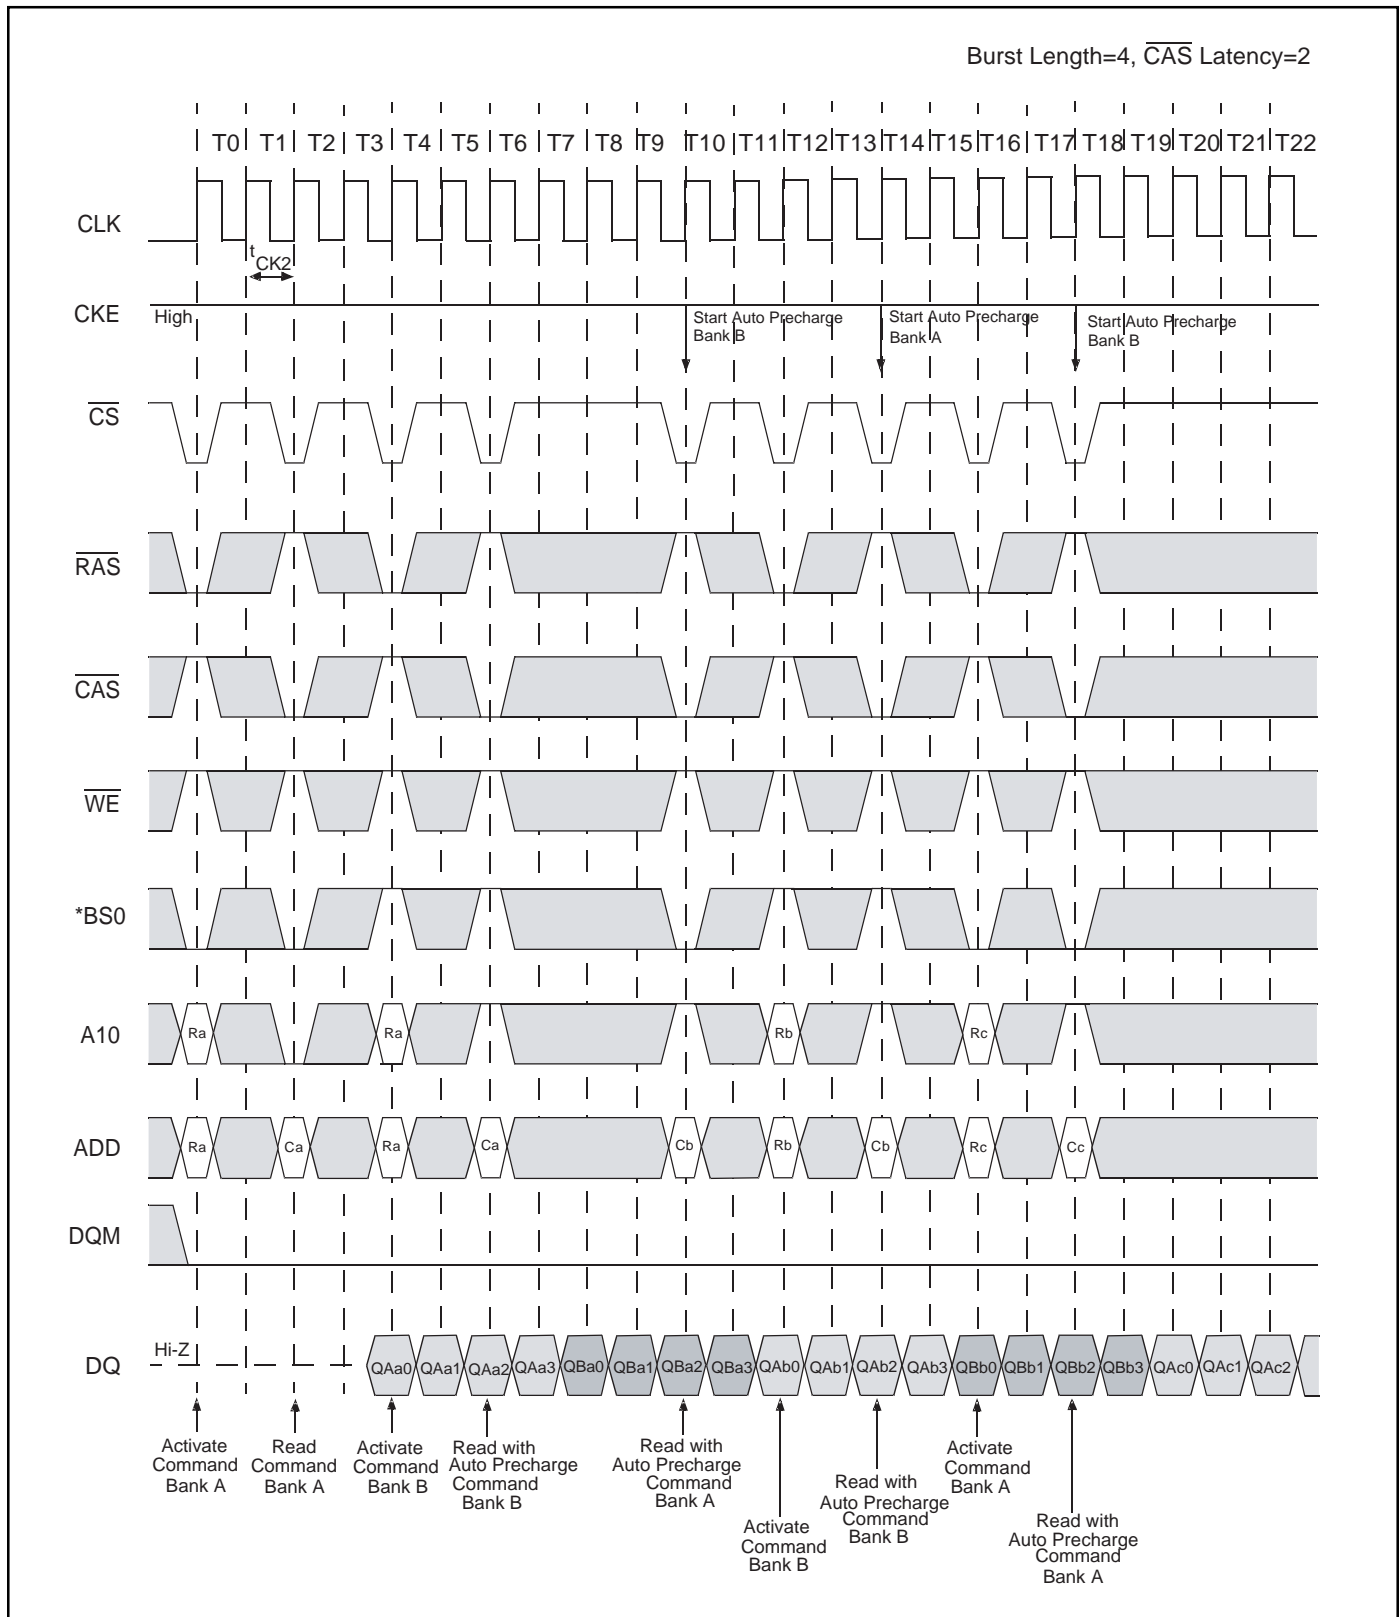 Burst Length=4, CAS Latency=2
T0 T1 T2 T3 T4 T5 T6 T7 T8 T9 T10 T11 T12 T13 T14 T15 T16 T17 T18 T19 T20 T21 T22
CLK
tCK2
CKE
High
Start Auto Precharge
Bank B
Start Auto Precharge
Bank A
Start Auto Precharge
Bank B
CS
RAS
CAS
WE
*BS0
A10
Ra Ra Rb Rc
ADD
Ra Ca Ra Ca Cb Rb Cb Rc Cc
DQM
DQ
Hi-Z
QAa0 QAa1 QAa2 QAa3 QBa0 QBa1 QBa2 QBa3 QAb0 QAb1 QAb2 QAb3 QBb0 QBb1 QBb2 QBb3 QAc0 QAc1 QAc2
Activate
Command
Bank A
Read
Command
Bank A
Activate
Command
Bank B
Read with
Auto Precharge
Command
Bank B
Read with
Auto Precharge
Command
Bank A
Activate
Command
Bank B
Read with
Auto Precharge
Command
Bank B
Activate
Command
Bank A
Read with
Auto Precharge
Command
Bank A